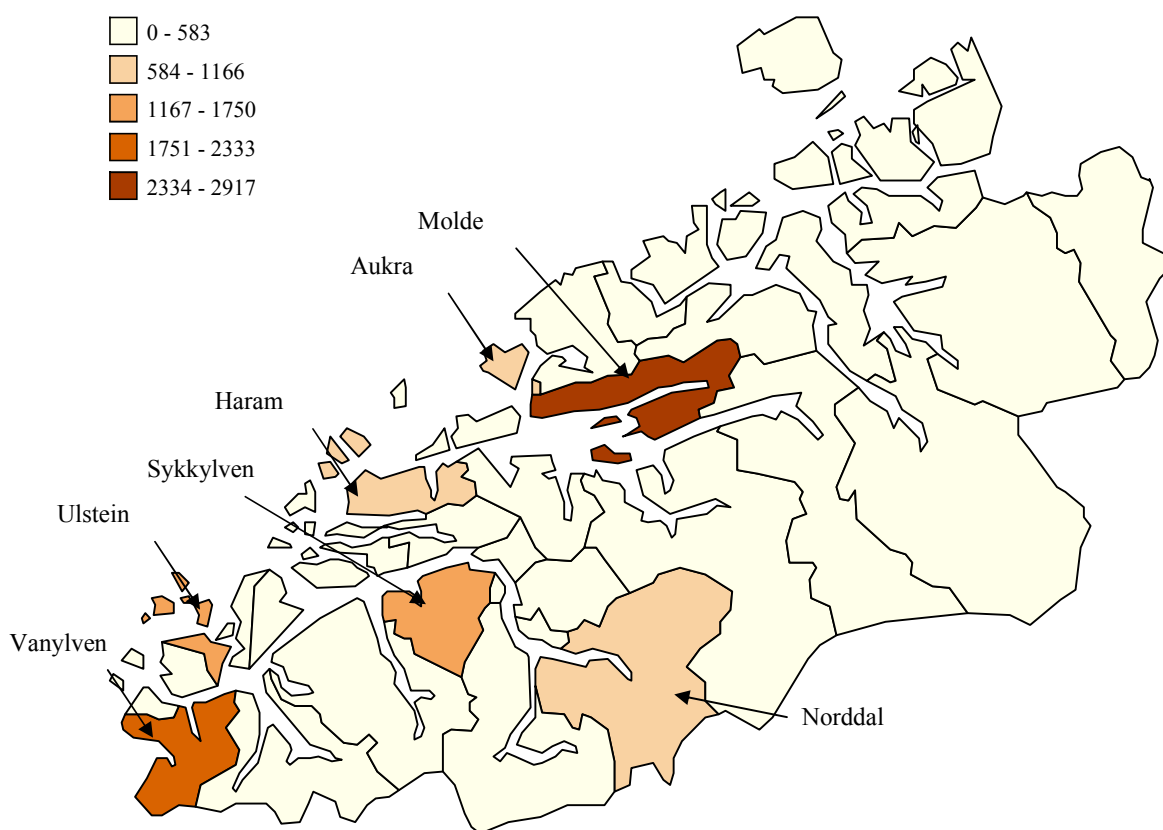 0 - 583
584 - 1166
1167 - 1750
1751 - 2333
2334 - 2917
Molde
Aukra
Haram
Sykkylven
Ulstein
Vanylven
Norddal